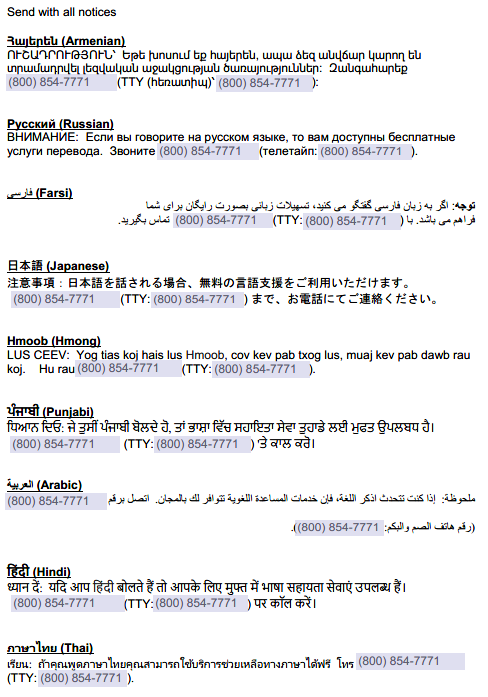 Send with all notices
Հայերեն (Armenian)
ՈՒՇԱԴՐՈՒԹՅՈՒՆ՝ Եթե խոսում եք հայերեն, ապա ձեզ անվճար կարող են
տրամադրվել լեզվական աջակցության ծառայություններ: Զանգահարեք
(800) 854-7771 (TTY (հեռատիպ)՝ (800) 854-7771 ):
Русский (Russian)
ВНИМАНИЕ: Если вы говорите на русском языке, то вам доступны бесплатные
услуги перевода. Звоните (800) 854-7771 (телетайп: (800) 854-7771 ).
فارسی (Farsi)
توجه: اگر به زبان فارسی گفتگو می کنید، تسهیلات زبانی بصورت رایگان برای شما
فراهم می باشد. با (800) 854-7771 (TTY: (800) 854-7771 ) تماس بگیرید.
日本語 (Japanese)
注意事項：日本語を話される場合、無料の言語支援をご利用いただけます。
(800) 854-7771 (TTY: (800) 854-7771 ) まで、お電話にてご連絡ください。
Hmoob (Hmong)
LUS CEEV: Yog tias koj hais lus Hmoob, cov kev pab txog lus, muaj kev pab dawb rau
koj. Hu rau (800) 854-7771 (TTY: (800) 854-7771 ).
ਪੰਜਾਬੀ (Punjabi)
ਧਿਆਨ ਦਿਓ: ਜੇ ਤੁਸੀਂ ਪੰਜਾਬੀ ਬੋਲਦੇ ਹੋ, ਤਾਂ ਭਾਸ਼ਾ ਵਿੱਚ ਸਹਾਇਤਾ ਸੇਵਾ ਤੁਹਾਡੇ ਲਈ ਮੁਫਤ ਉਪਲਬਧ ਹੈ।
(800) 854-7771 (TTY: (800) 854-7771 ) 'ਤੇ ਕਾਲ ਕਰੋ।
العربية (Arabic)
ملحوظة: إذا كنت تتحدث اذكر اللغة، فإن خدمات المساعدة اللغوية تتوافر لك بالمجان. اتصل برقم (800) 854-7771
(رقم هاتف الصم والبكم: (800) 854-7771).
हिंदी (Hindi)
ध्यान दें: यदि आप हिंदी बोलते हैं तो आपके लिए मुफ्त में भाषा सहायता सेवाएं उपलब्ध हैं।
(800) 854-7771 (TTY: (800) 854-7771 ) पर कॉल करें।
ภาษาไทย (Thai)
เรียน: ถ้าคุณพูดภาษาไทยคุณสามารถใช้บริการช่วยเหลือทางภาษาได้ฟรี โทร (800) 854-7771
(TTY: (800) 854-7771 ).